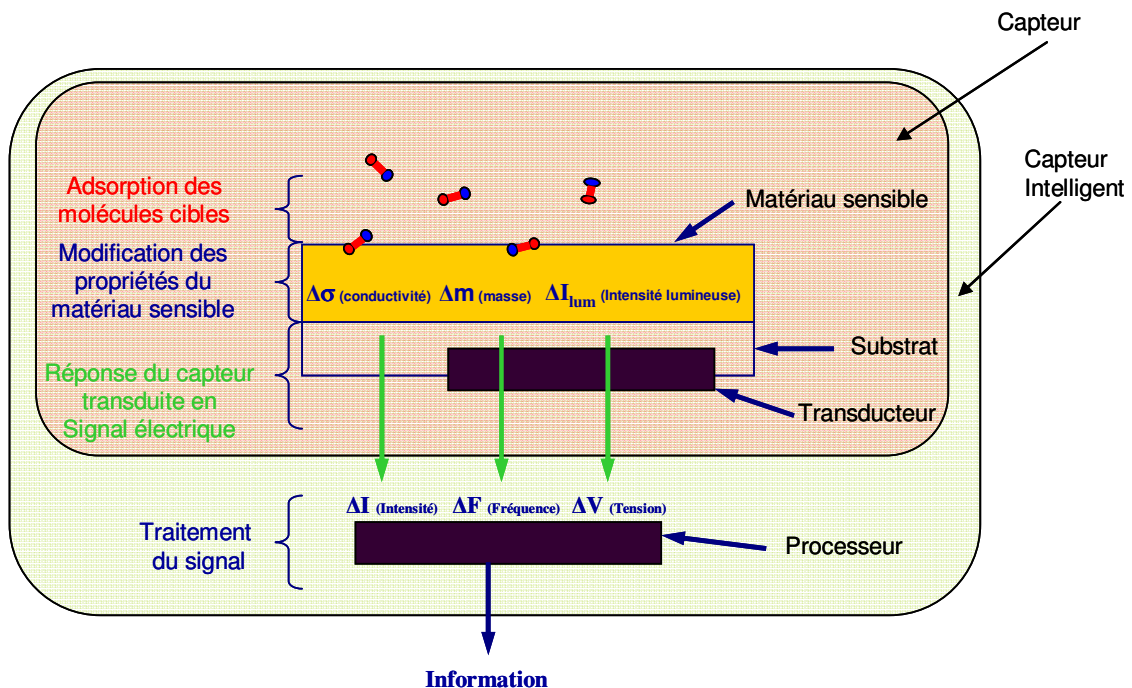 Capteur
Capteur
Intelligent
Adsorption des
molécules cibles
Matériau sensible
Modification des
propriétés du
matériau sensible
Δσ (conductivité) Δm (masse) ΔI_lum (Intensité lumineuse)
Substrat
Réponse du capteur
transduite en
Signal électrique
Transducteur
ΔI (Intensité) ΔF (Fréquence) ΔV (Tension)
Traitement
du signal
Processeur
Information